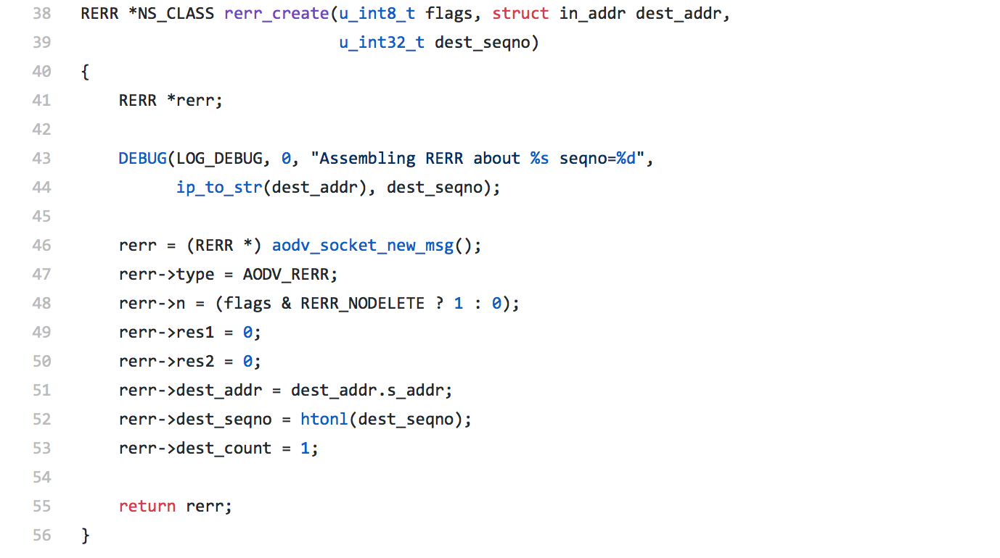 38 RERR *NS_CLASS rerr_create(u_int8_t flags, struct in_addr dest_addr,
39 u_int32_t dest_seqno)
40 {
41 RERR *rerr;
42
43 DEBUG(LOG_DEBUG, 0, "Assembling RERR about %s seqno=%d",
44 ip_to_str(dest_addr), dest_seqno);
45
46 rerr = (RERR *) aodv_socket_new_msg();
47 rerr->type = AODV_RERR;
48 rerr->n = (flags & RERR_NODELETE ? 1 : 0);
49 rerr->res1 = 0;
50 rerr->res2 = 0;
51 rerr->dest_addr = dest_addr.s_addr;
52 rerr->dest_seqno = htonl(dest_seqno);
53 rerr->dest_count = 1;
54
55 return rerr;
56 }